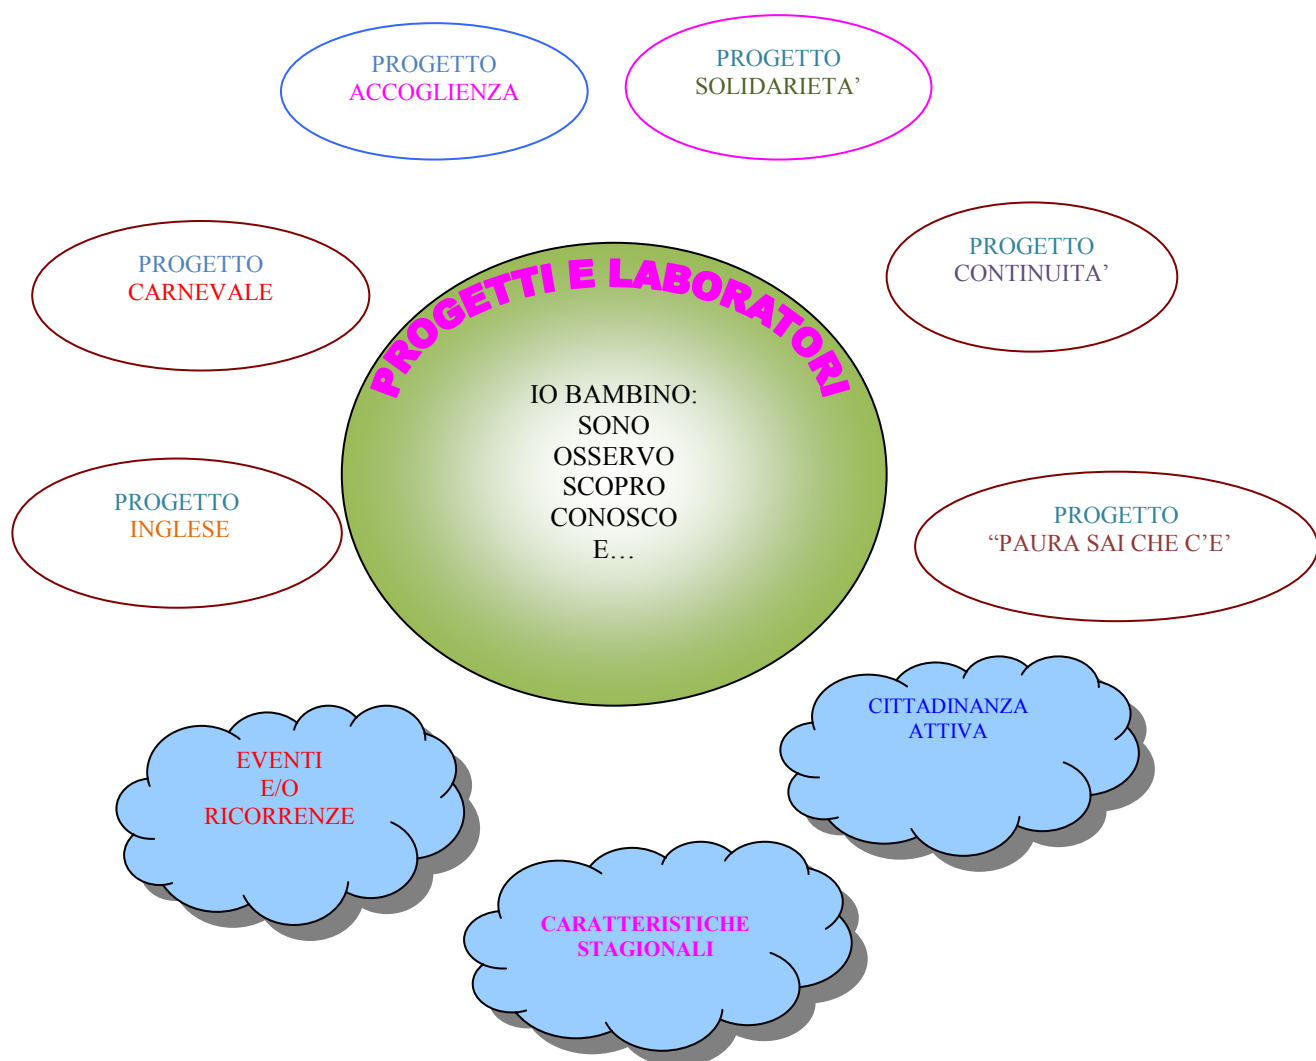 PROGETTO
ACCOGLIENZA
PROGETTO
SOLIDARIETA’
PROGETTO
CARNEVALE
PROGETTO
CONTINUITA’
PROGETTI E LABORATORI
IO BAMBINO:
SONO
OSSERVO
SCOPRO
CONOSCO
E…
PROGETTO
INGLESE
PROGETTO
“PAURA SAI CHE C’E’
CITTADINANZA
ATTIVA
EVENTI
E/O
RICORRENZE
CARATTERISTICHE
STAGIONALI